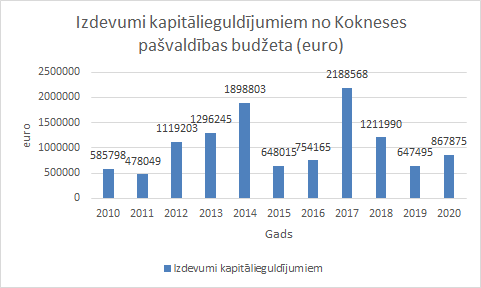 Izdevumi kapitālieguldījumiem no Kokneses
pašvaldības budžeta (euro)
2500000
2000000
1500000
1000000
500000
0
euro
585798
478049
1119203
1296245
1898803
648015
754165
2188568
1211990
647495
867875
2010 2011 2012 2013 2014 2015 2016 2017 2018 2019 2020
Gads
Izdevumi kapitālieguldījumiem